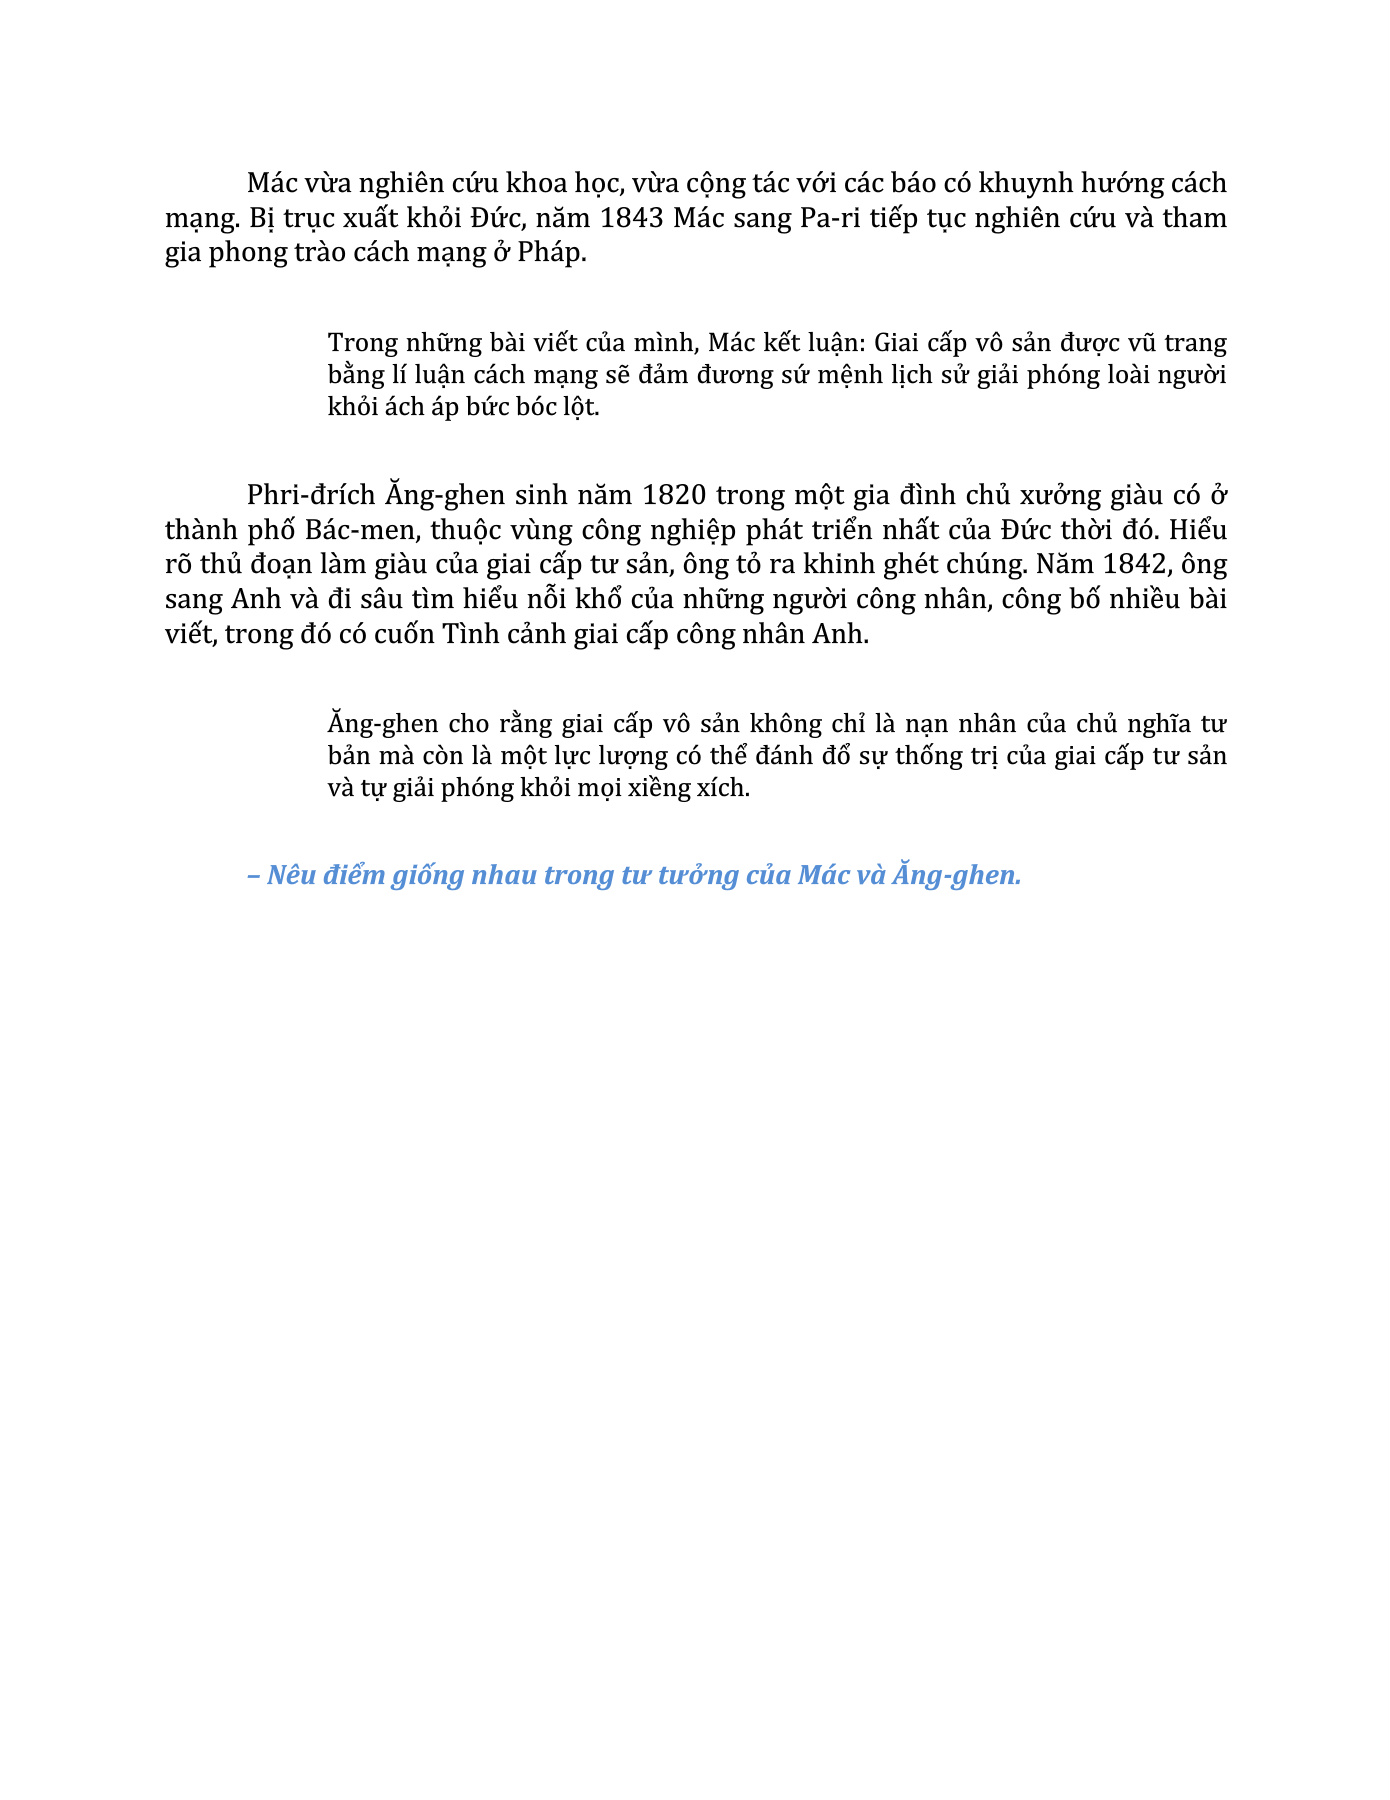 Mác vừa nghiên cứu khoa học, vừa cộng tác với các báo có khuynh hướng cách
mạng. Bị trục xuất khỏi Đức, năm 1843 Mác sang Pa-ri tiếp tục nghiên cứu và tham
gia phong trào cách mạng ở Pháp.
Trong những bài viết của mình, Mác kết luận: Giai cấp vô sản được vũ trang
bằng lí luận cách mạng sẽ đảm đương sứ mệnh lịch sử giải phóng loài người
khỏi ách áp bức bóc lột.
Phri-đrích Ăng-ghen sinh năm 1820 trong một gia đình chủ xưởng giàu có ở
thành phố Bác-men, thuộc vùng công nghiệp phát triển nhất của Đức thời đó. Hiểu
rõ thủ đoạn làm giàu của giai cấp tư sản, ông tỏ ra khinh ghét chúng. Năm 1842, ông
sang Anh và đi sâu tìm hiểu nỗi khổ của những người công nhân, công bố nhiều bài
viết, trong đó có cuốn Tình cảnh giai cấp công nhân Anh.
Ăng-ghen cho rằng giai cấp vô sản không chỉ là nạn nhân của chủ nghĩa tư
bản mà còn là một lực lượng có thể đánh đổ sự thống trị của giai cấp tư sản
và tự giải phóng khỏi mọi xiềng xích.
– Nêu điểm giống nhau trong tư tưởng của Mác và Ăng-ghen.